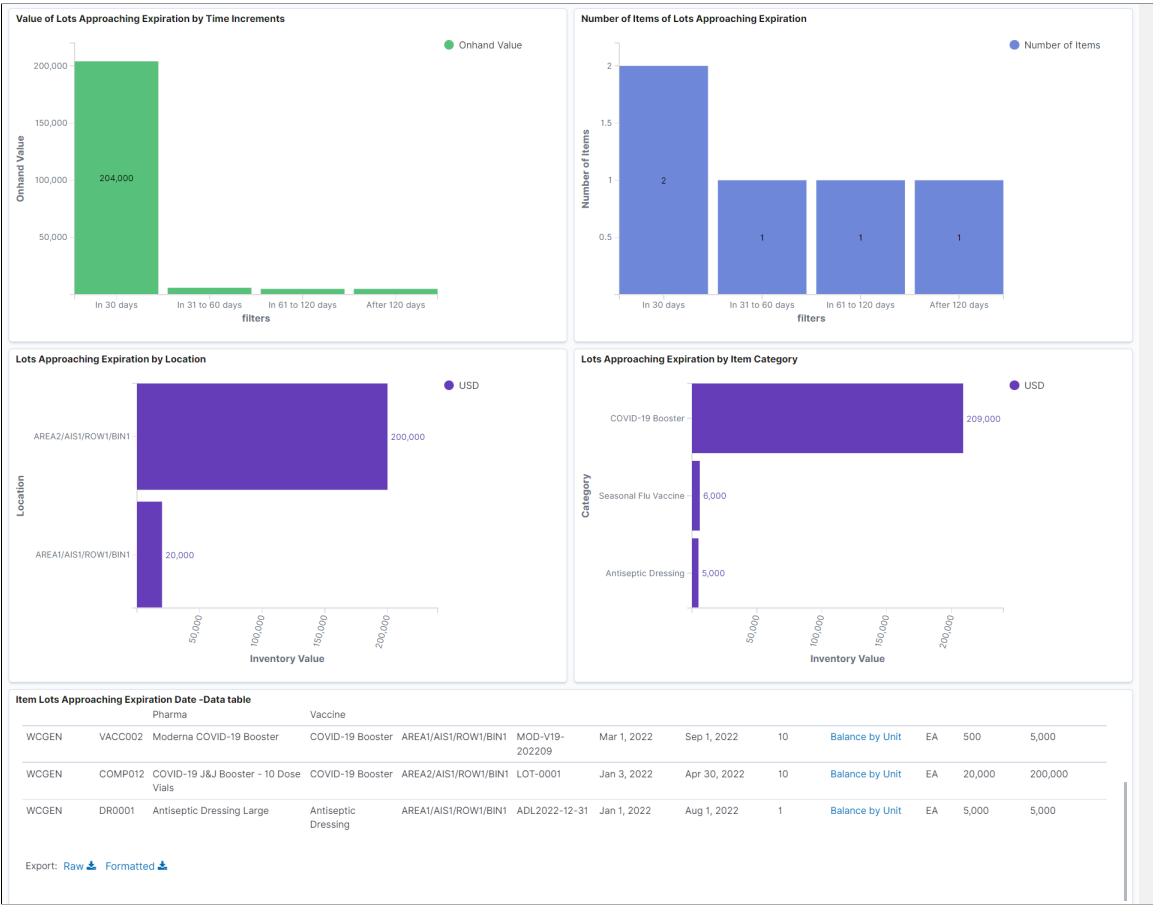 Value of Lots Approaching Expiration by Time Increments
Onhand Value
200,000
150,000
100,000
50,000
Onhand Value
204,000
In 30 days
In 31 to 60 days
In 61 to 120 days
After 120 days
filters
Number of Items of Lots Approaching Expiration
Number of Items
2
1.5
1
0.5
Number of Items
2
1
1
1
In 30 days
In 31 to 60 days
In 61 to 120 days
After 120 days
filters
Lots Approaching Expiration by Location
USD
Location
AREA2/AIS1/ROW1/BIN1
200,000
AREA1/AIS1/ROW1/BIN1
20,000
50,000
100,000
150,000
200,000
Inventory Value
Lots Approaching Expiration by Item Category
USD
Category
COVID-19 Booster
209,000
Seasonal Flu Vaccine
6,000
Antiseptic Dressing
5,000
50,000
100,000
150,000
200,000
Inventory Value
Item Lots Approaching Expiration Date -Data table
Pharma Vaccine
WCGEN VACC002 Moderna COVID-19 Booster COVID-19 Booster AREA1/AIS1/ROW1/BIN1 MOD-V19- Mar 1, 2022 Sep 1, 2022 10 Balance by Unit EA 500 5,000
202209
WCGEN COMP012 COVID-19 J&J Booster - 10 Dose COVID-19 Booster AREA2/AIS1/ROW1/BIN1 LOT-0001 Jan 3, 2022 Apr 30, 2022 10 Balance by Unit EA 20,000 200,000
Vials
WCGEN DR0001 Antiseptic Dressing Large Antiseptic AREA1/AIS1/ROW1/BIN1 ADL2022-12-31 Jan 1, 2022 Aug 1, 2022 1 Balance by Unit EA 5,000 5,000
Dressing
Export: Raw Formatted